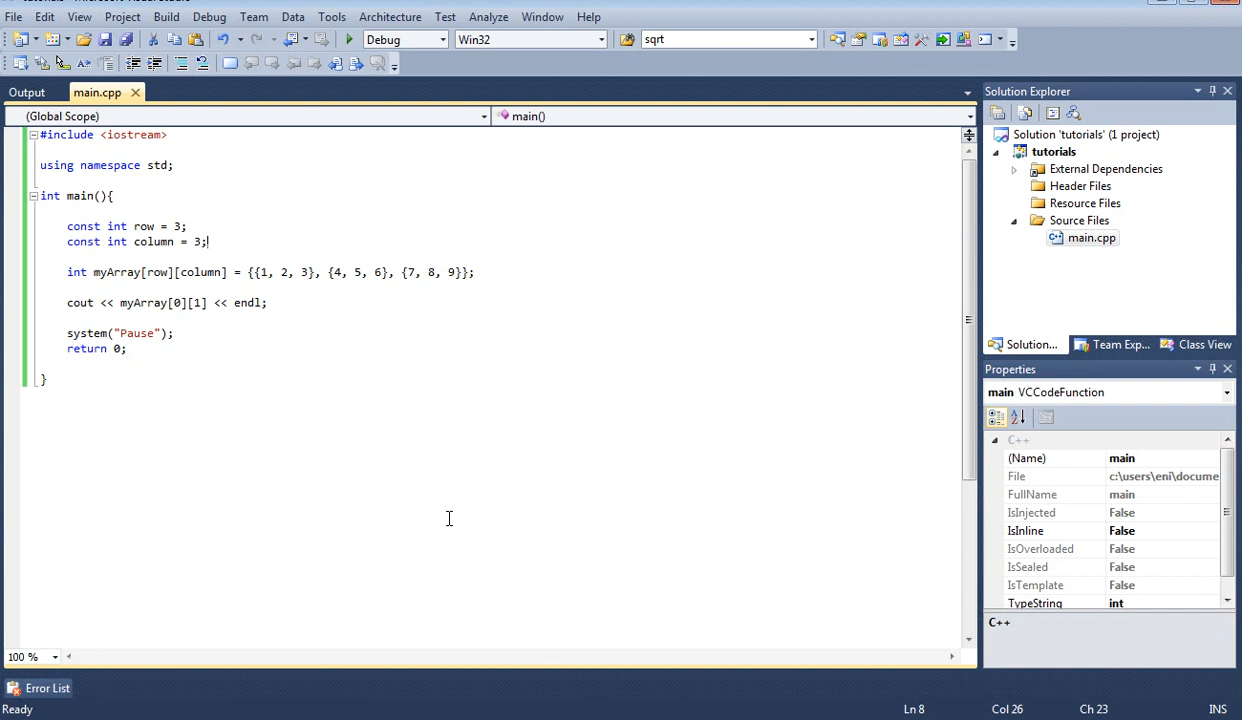 File Edit View Project Build Debug Team Data Tools Architecture Test Analyze Window Help
Debug Win32 sqrt
Output main.cpp
(Global Scope) main()
#include <iostream>
using namespace std;
int main(){
const int row = 3;
const int column = 3;
int myArray[row][column] = {{1, 2, 3}, {4, 5, 6}, {7, 8, 9}};
cout << myArray[0][1] << endl;
system("Pause");
return 0;
}
100 %
Error List
Ready Ln 8 Col 26 Ch 23 INS
Solution Explorer
Solution 'tutorials' (1 project)
tutorials
External Dependencies
Header Files
Resource Files
Source Files
main.cpp
Solution... Team Exp... Class View
Properties
main VCCodeFunction
C++
(Name) main
File c:\users\eni\docume
FullName main
IsInjected False
IsInline False
IsOverloaded False
IsSealed False
IsTemplate False
TypeString int
C++